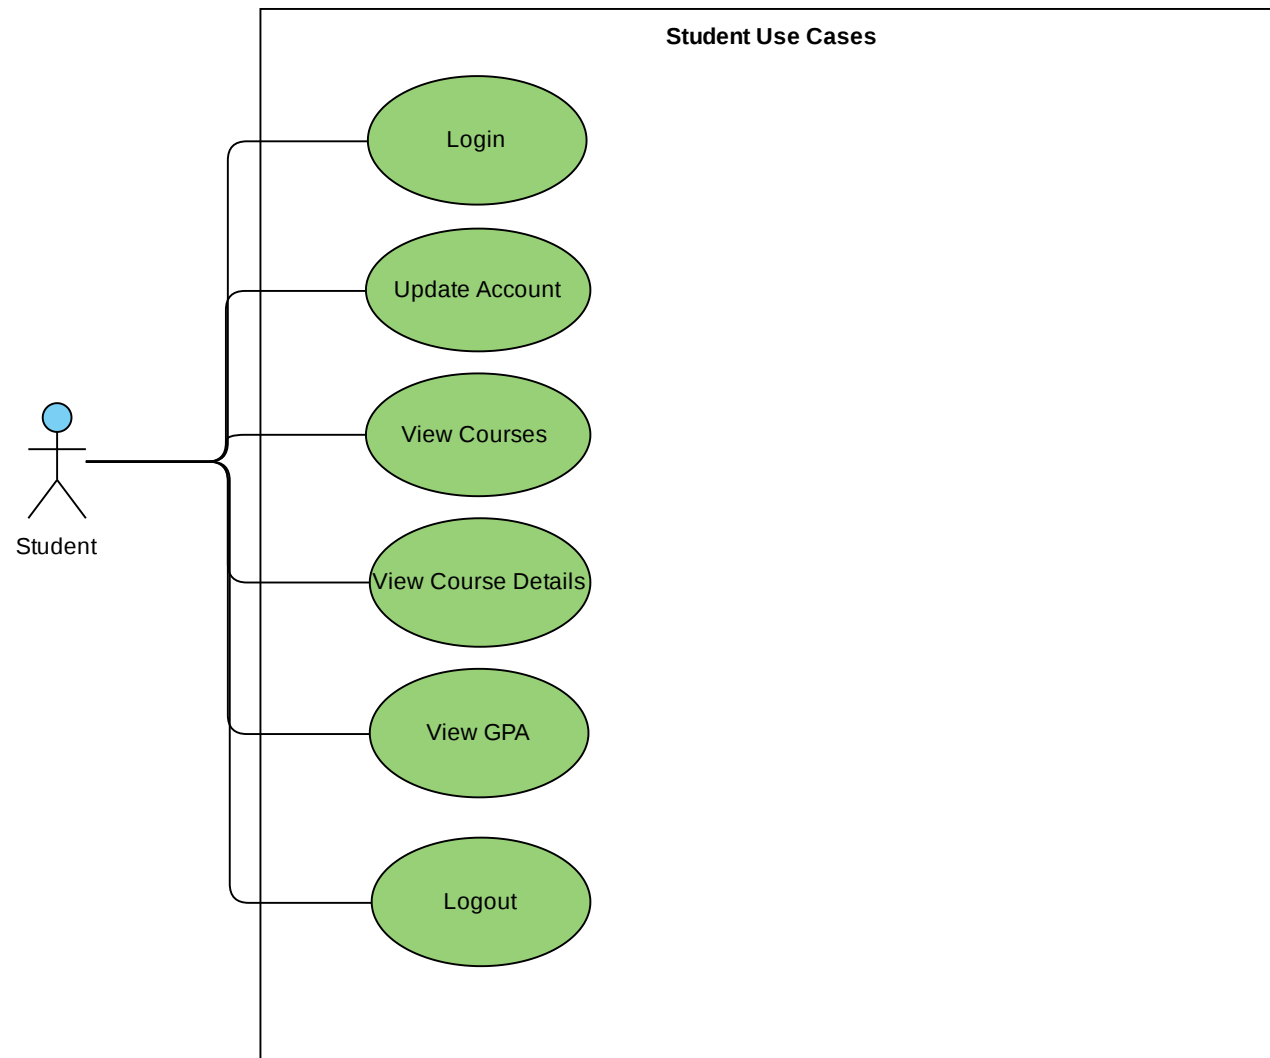 Student Use Cases
Login
Update Account
View Courses
Student
View Course Details
View GPA
Logout